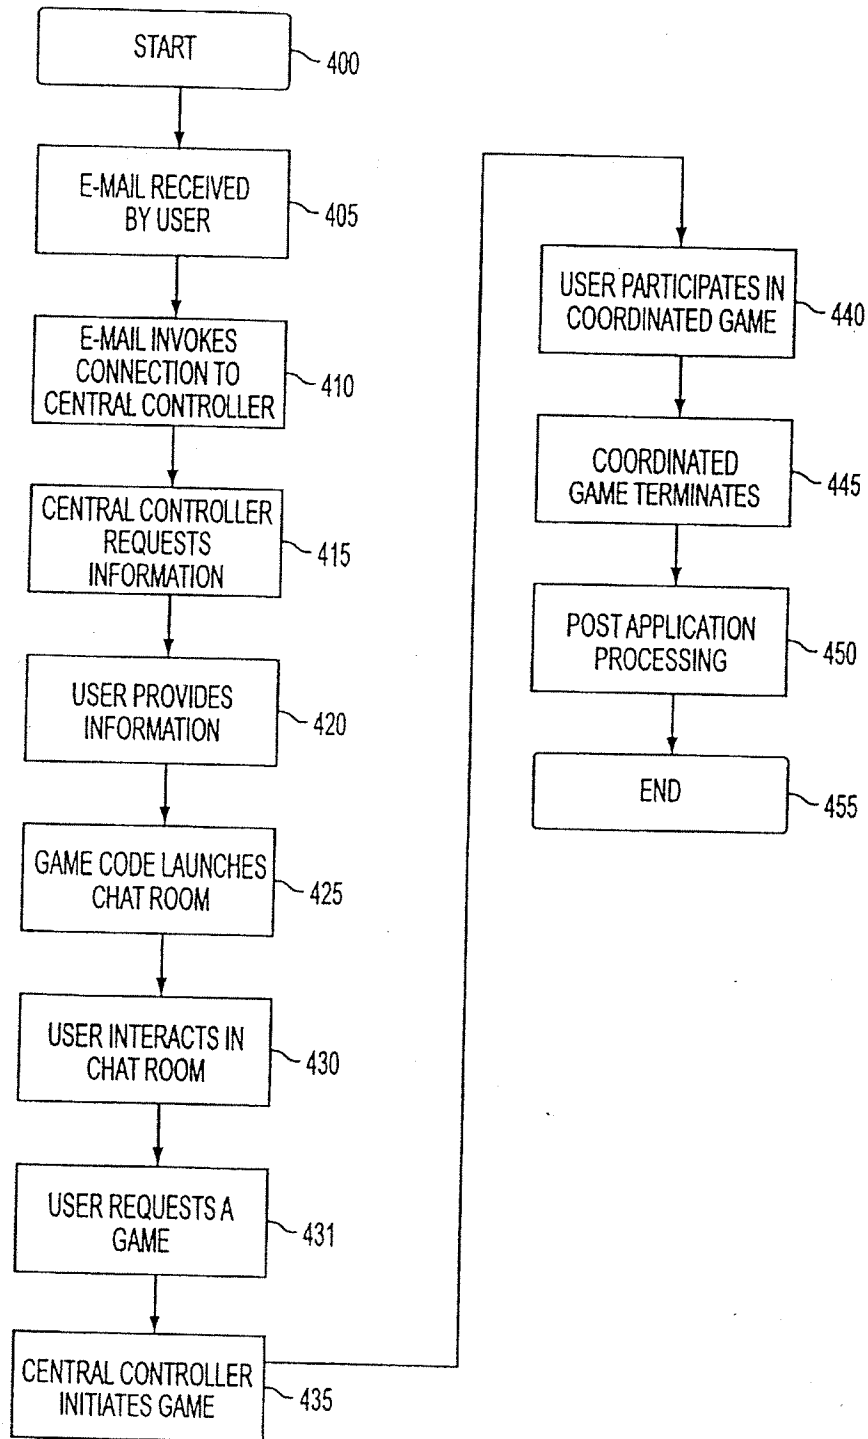 START
400
E-MAIL RECEIVED
BY USER
405
E-MAIL INVOKES
CONNECTION TO
CENTRAL CONTROLLER
410
CENTRAL CONTROLLER
REQUESTS
INFORMATION
415
USER PROVIDES
INFORMATION
420
GAME CODE LAUNCHES
CHAT ROOM
425
USER INTERACTS IN
CHAT ROOM
430
USER REQUESTS A
GAME
431
CENTRAL CONTROLLER
INITIATES GAME
435
USER PARTICIPATES IN
COORDINATED GAME
440
COORDINATED
GAME TERMINATES
445
POST APPLICATION
PROCESSING
450
END
455